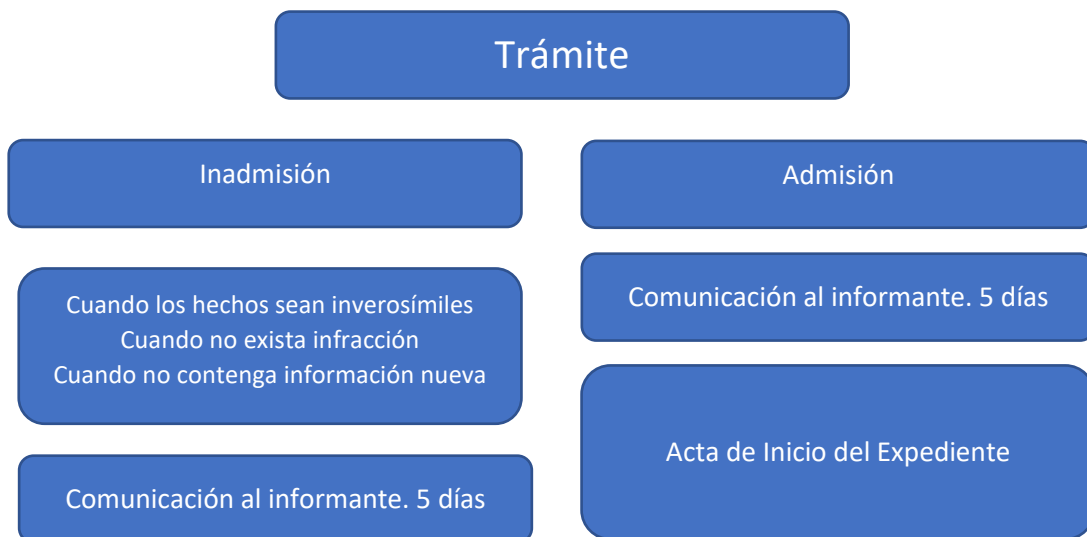 Trámite
Inadmisión
Cuando los hechos sean inverosímiles
Cuando no exista infracción
Cuando no contenga información nueva
Comunicación al informante. 5 días
Admisión
Comunicación al informante. 5 días
Acta de Inicio del Expediente